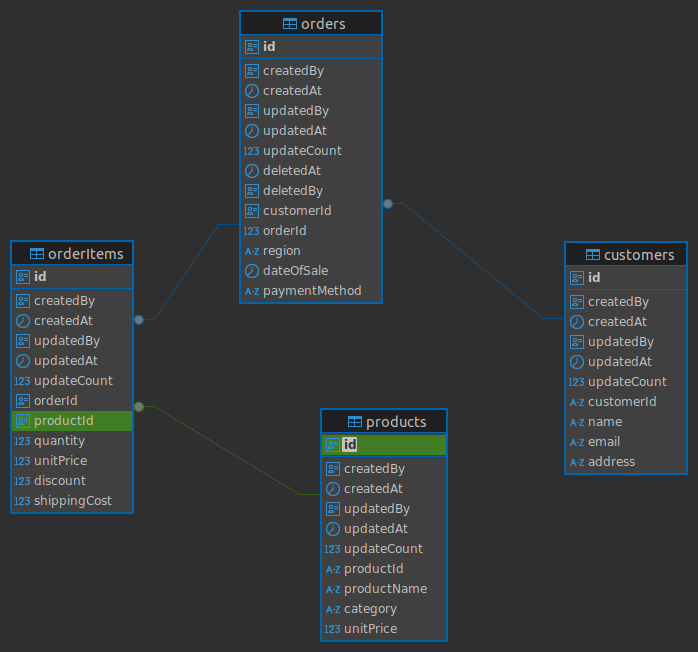 orders
id
createdBy
createdAt
updatedBy
updatedAt
123 updateCount
deletedAt
deletedBy
customerId
123 orderId
A-Z region
dateOfSale
A-Z paymentMethod
orderItems
id
createdBy
createdAt
updatedBy
updatedAt
123 updateCount
orderId
productId
123 quantity
123 unitPrice
123 discount
123 shippingCost
customers
id
createdBy
createdAt
updatedBy
updatedAt
123 updateCount
A-Z customerId
A-Z name
A-Z email
A-Z address
products
id
createdBy
createdAt
updatedBy
updatedAt
123 updateCount
A-Z productId
A-Z productName
A-Z category
123 unitPrice